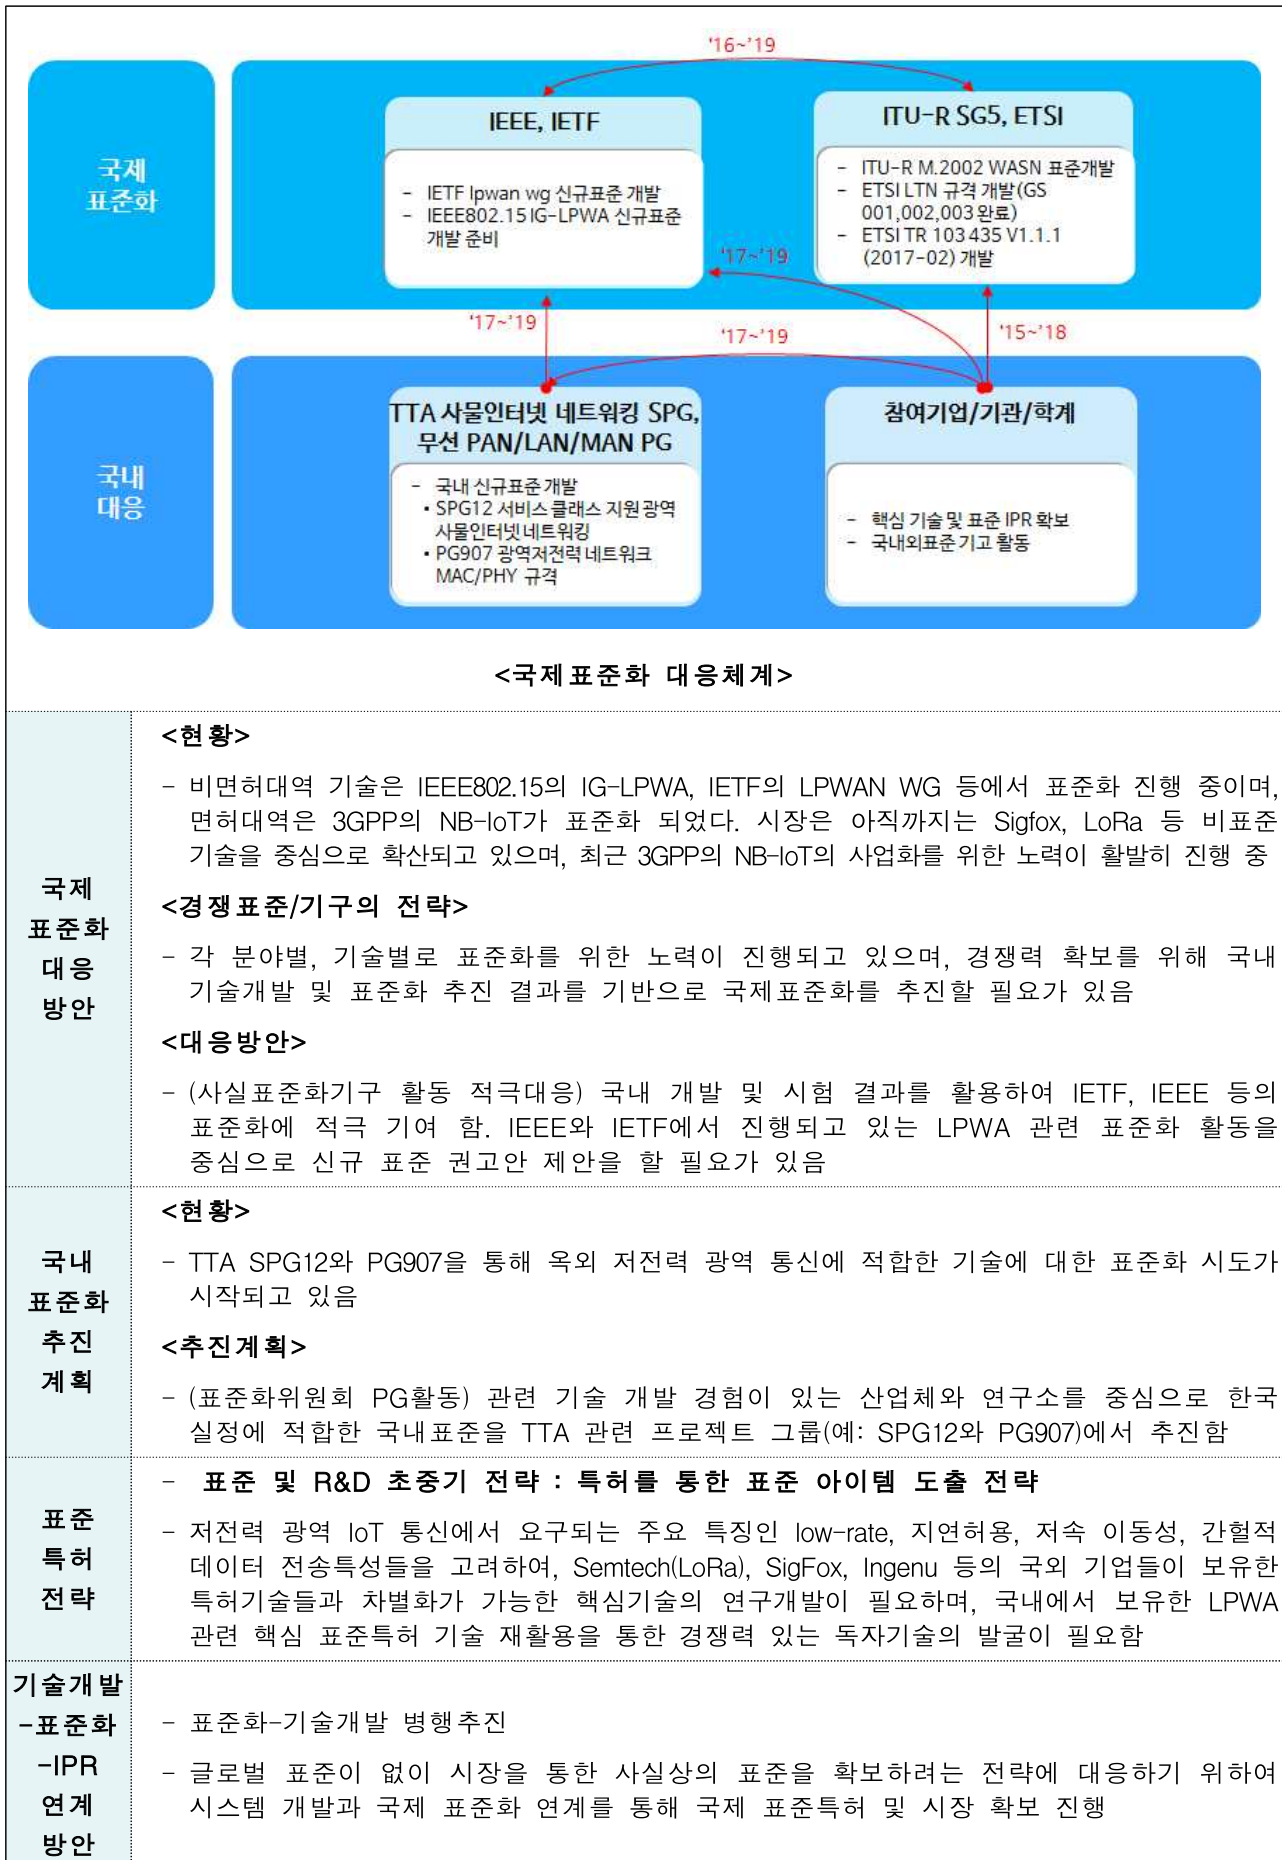 '16~'19
국제
표준화
IEEE, IETF
- IETF lpwan wg 신규표준 개발
- IEEE802.15 IG-LPWA 신규표준
개발 준비
ITU-R SG5, ETSI
- ITU-R M.2002 WASN 표준개발
- ETSI LTN 규격 개발(GS
001,002,003 완료)
- ETSI TR 103 435 V1.1.1
(2017-02) 개발
'17~'19
'17~'19
'17~'19
'15~'18
국내
대응
TTA 사물인터넷 네트워킹 SPG,
무선 PAN/LAN/MAN PG
- 국내 신규표준 개발
• SPG12 서비스 클래스 지원 광역
사물인터넷 네트워킹
• PG907 광역저전력 네트워크
MAC/PHY 규격
참여기업/기관/학계
- 핵심 기술 및 표준 IPR 확보
- 국내외표준 기고 활동
<국제표준화 대응체계>
국제
표준화
대응
방안
<현황>
- 비면허대역 기술은 IEEE802.15의 IG-LPWA, IETF의 LPWAN WG 등에서 표준화 진행 중이며,
면허대역은 3GPP의 NB-IoT가 표준화 되었다. 시장은 아직까지는 Sigfox, LoRa 등 비표준
기술을 중심으로 확산되고 있으며, 최근 3GPP의 NB-IoT의 사업화를 위한 노력이 활발히 진행 중
<경쟁표준/기구의 전략>
- 각 분야별, 기술별로 표준화를 위한 노력이 진행되고 있으며, 경쟁력 확보를 위해 국내
기술개발 및 표준화 추진 결과를 기반으로 국제표준화를 추진할 필요가 있음
<대응방안>
- (사실표준화기구 활동 적극대응) 국내 개발 및 시험 결과를 활용하여 IETF, IEEE 등의
표준화에 적극 기여 함. IEEE와 IETF에서 진행되고 있는 LPWA 관련 표준화 활동을
중심으로 신규 표준 권고안 제안을 할 필요가 있음
국내
표준화
추진
계획
<현황>
- TTA SPG12와 PG907을 통해 옥외 저전력 광역 통신에 적합한 기술에 대한 표준화 시도가
시작되고 있음
<추진계획>
- (표준화위원회 PG활동) 관련 기술 개발 경험이 있는 산업체와 연구소를 중심으로 한국
실정에 적합한 국내표준을 TTA 관련 프로젝트 그룹(예: SPG12와 PG907)에서 추진함
표준
특허
전략
- 표준 및 R&D 초중기 전략 : 특허를 통한 표준 아이템 도출 전략
- 저전력 광역 IoT 통신에서 요구되는 주요 특징인 low-rate, 지연허용, 저속 이동성, 간헐적
데이터 전송특성들을 고려하여, Semtech(LoRa), SigFox, Ingenu 등의 국외 기업들이 보유한
특허기술들과 차별화가 가능한 핵심기술의 연구개발이 필요하며, 국내에서 보유한 LPWA
관련 핵심 표준특허 기술 재활용을 통한 경쟁력 있는 독자기술의 발굴이 필요함
기술개발
-표준화
-IPR
연계
방안
- 표준화-기술개발 병행추진
- 글로벌 표준이 없이 시장을 통한 사실상의 표준을 확보하려는 전략에 대응하기 위하여
시스템 개발과 국제 표준화 연계를 통해 국제 표준특허 및 시장 확보 진행